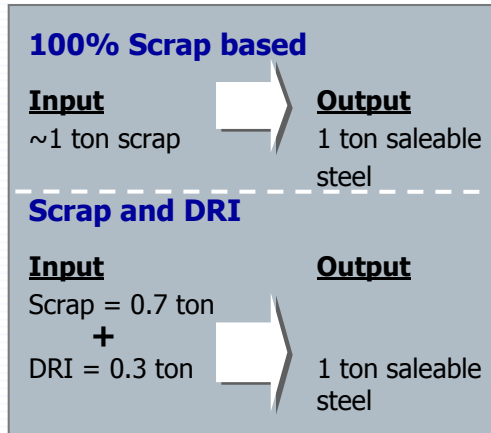 100% Scrap based
Input Output
~1 ton scrap 1 ton saleable
steel
Scrap and DRI
Input Output
Scrap = 0.7 ton
+
DRI = 0.3 ton 1 ton saleable
steel